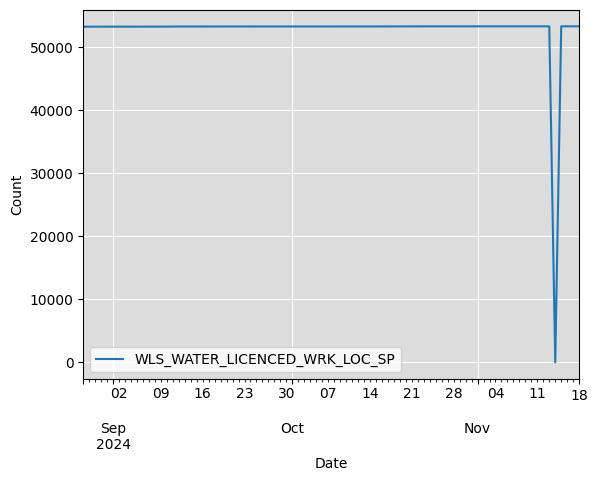 50000
40000
30000
20000
10000
0
Count
WLS_WATER_LICENCED_WRK_LOC_SP
02 09 16 23 30 07 14 21 28 04 11 18
Sep Oct Nov
2024
Date